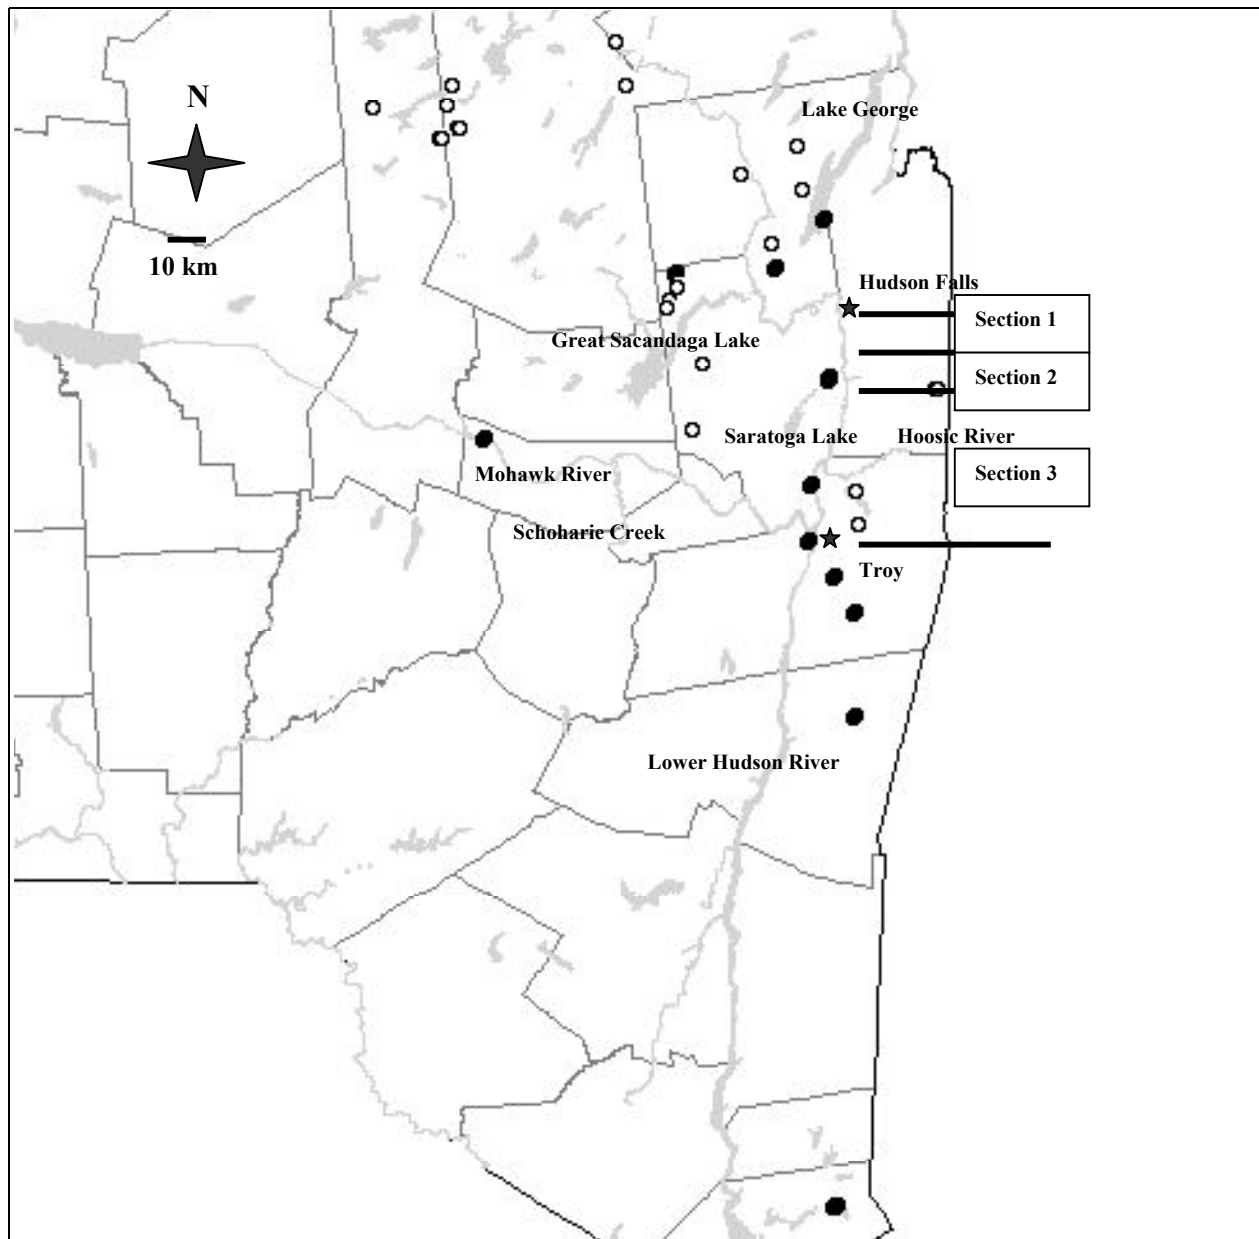 N
10 km
Lake George
Hudson Falls
Section 1
Great Sacandaga Lake
Section 2
Saratoga Lake
Hoosic River
Mohawk River
Section 3
Schoharie Creek
Troy
Lower Hudson River